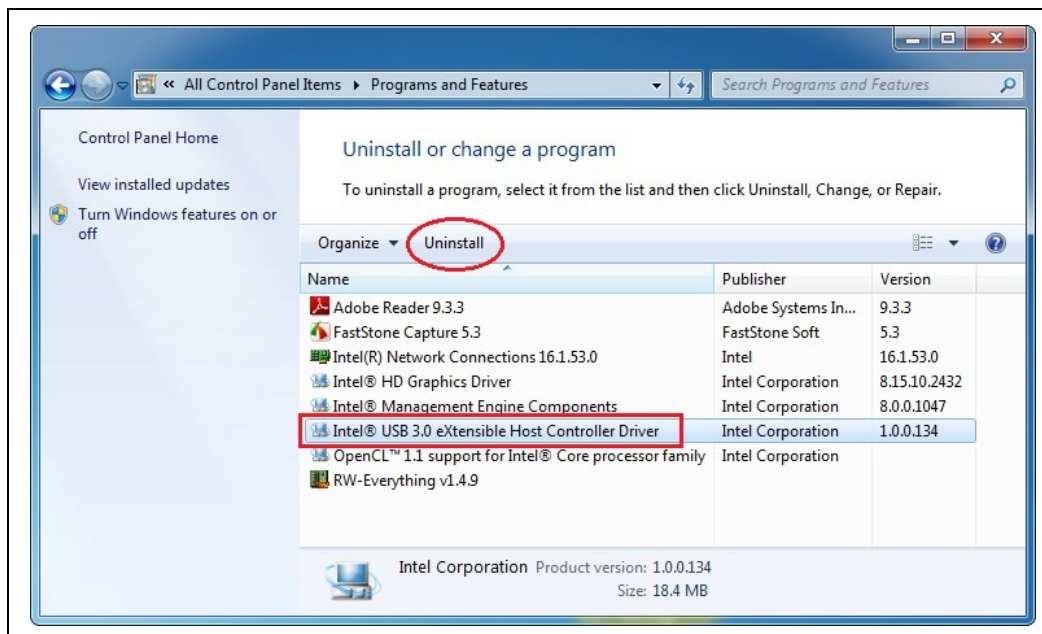 « All Control Panel Items ▸ Programs and Features
Search Programs and Features
Control Panel Home
View installed updates
Turn Windows features on or
off
Uninstall or change a program
To uninstall a program, select it from the list and then click Uninstall, Change, or Repair.
Organize Uninstall
Name Publisher Version
Adobe Reader 9.3.3 Adobe Systems In... 9.3.3
FastStone Capture 5.3 FastStone Soft 5.3
Intel(R) Network Connections 16.1.53.0 Intel 16.1.53.0
Intel® HD Graphics Driver Intel Corporation 8.15.10.2432
Intel® Management Engine Components Intel Corporation 8.0.0.1047
Intel® USB 3.0 eXtensible Host Controller Driver Intel Corporation 1.0.0.134
OpenCL™ 1.1 support for Intel® Core processor family Intel Corporation
RW-Everything v1.4.9
Intel Corporation Product version: 1.0.0.134
Size: 18.4 MB